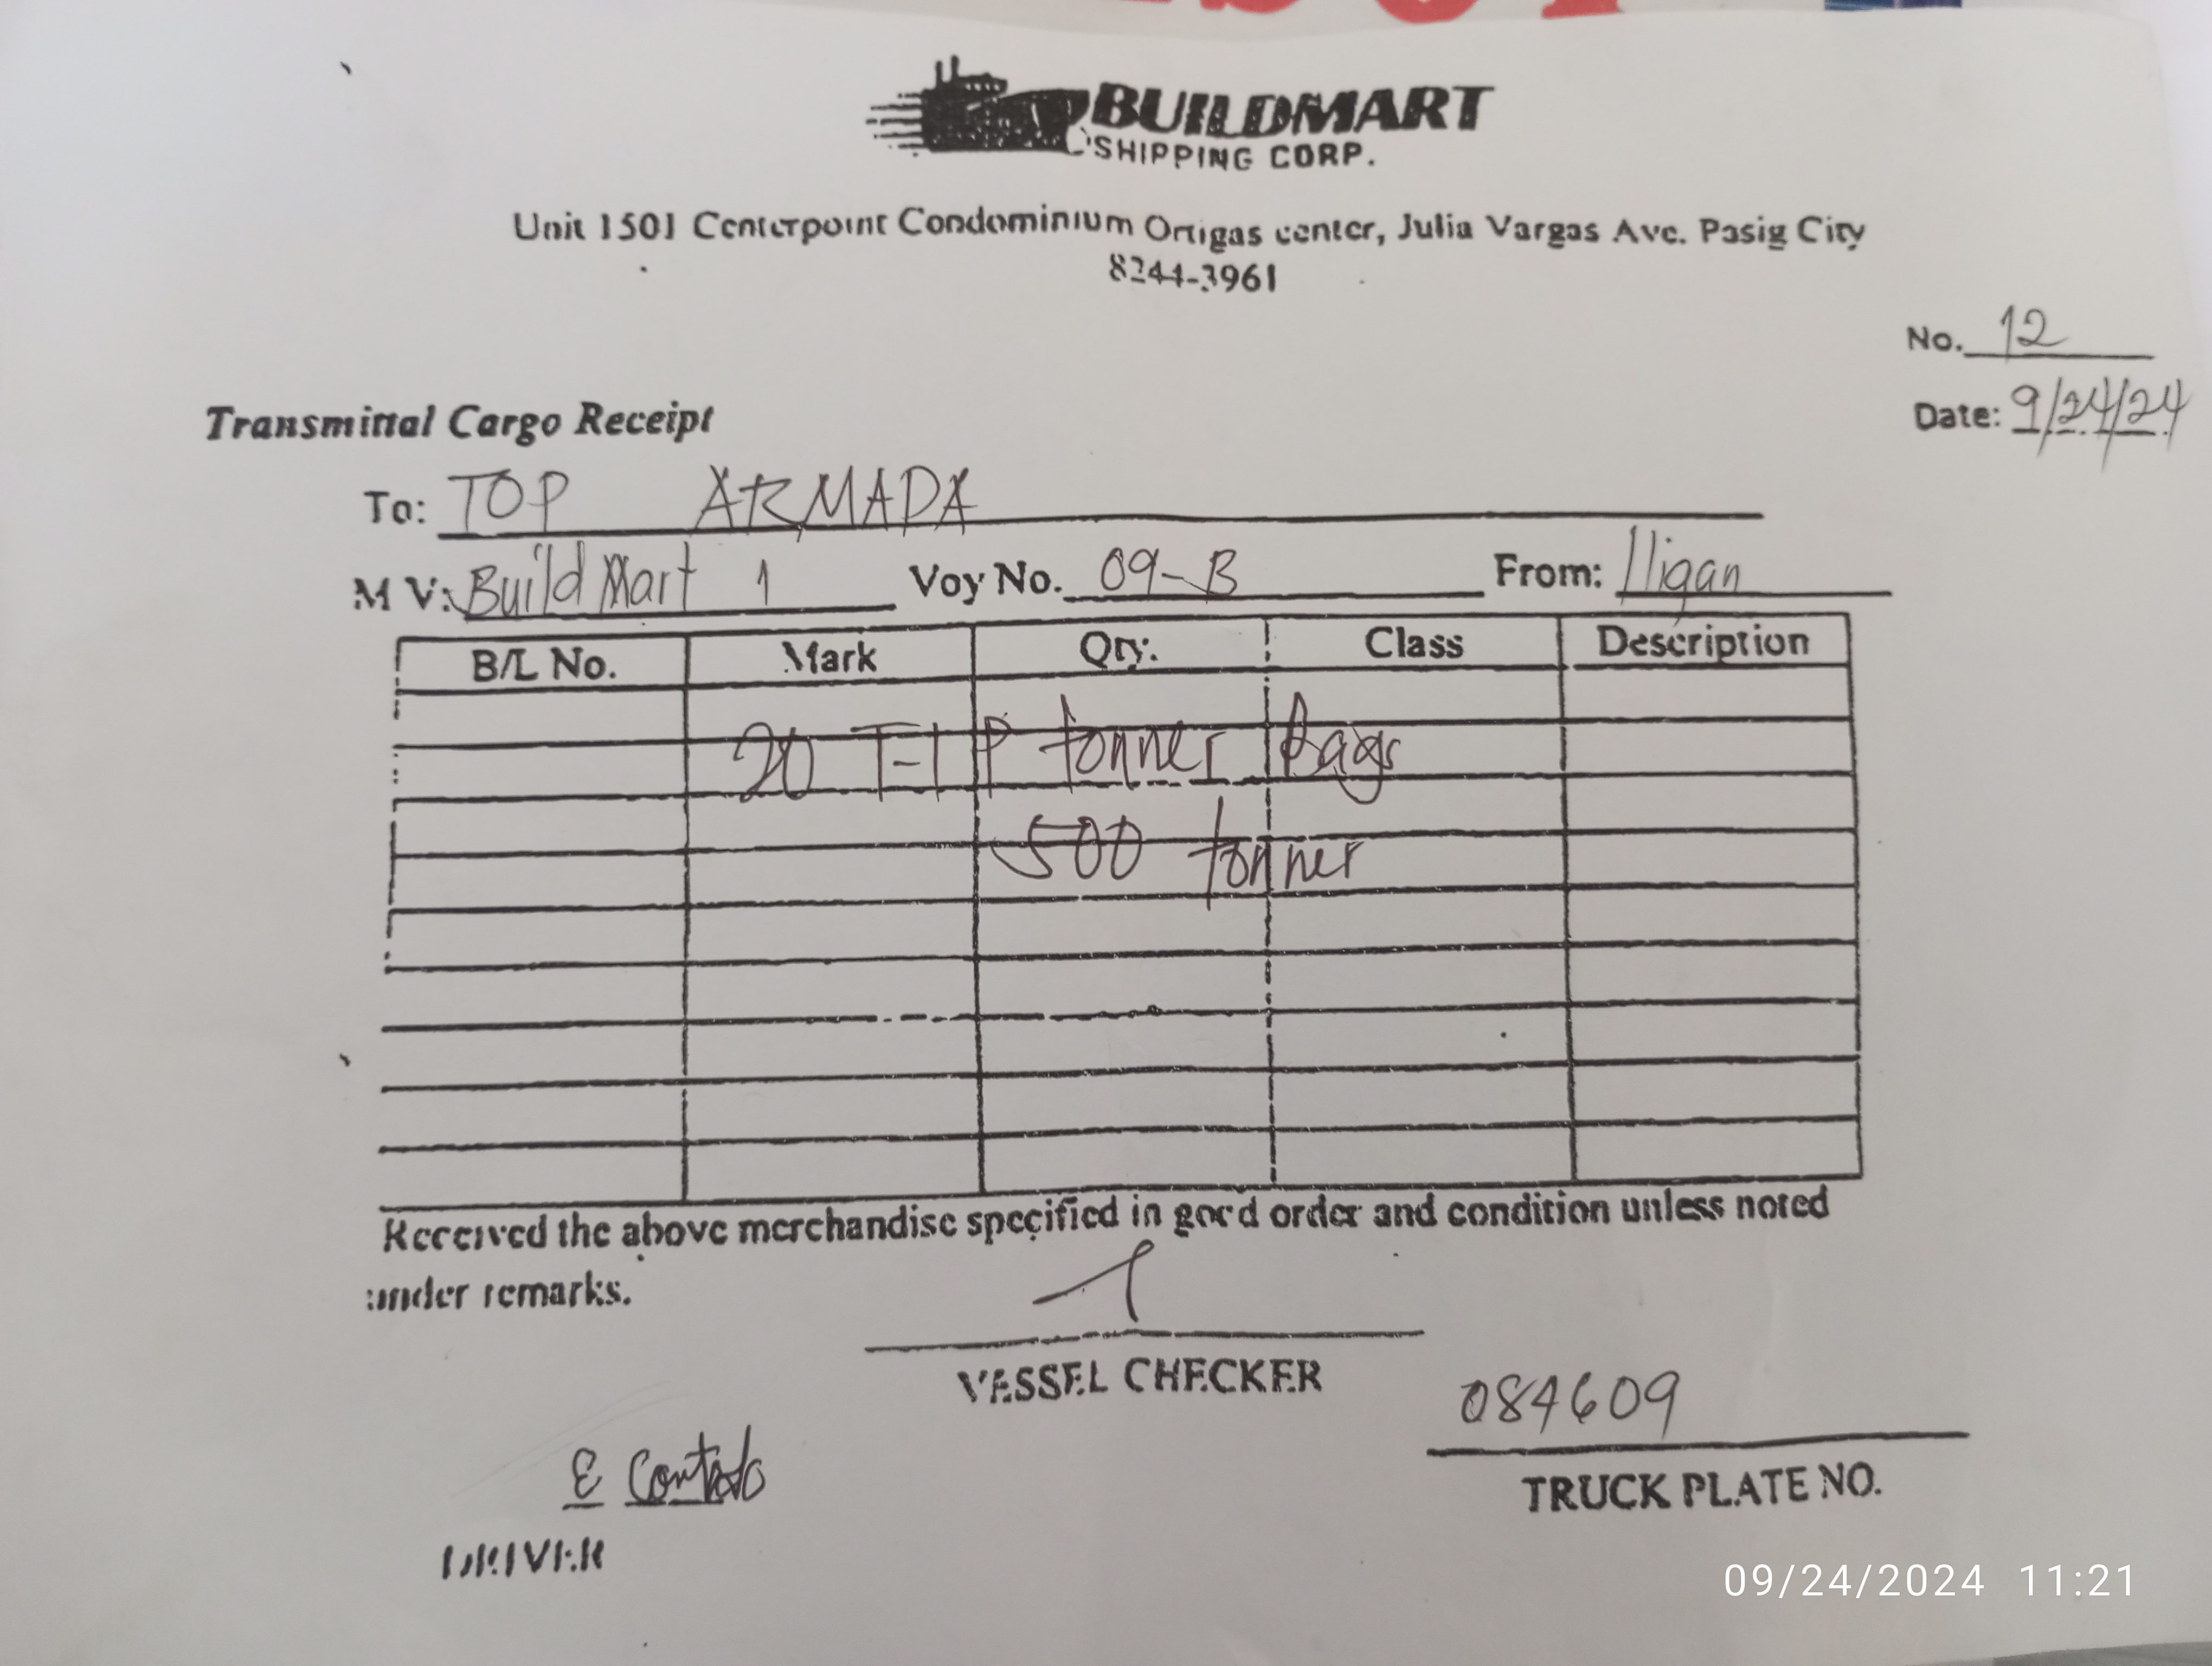 BUILDMART
SHIPPING CORP.
Unit 1501 Centerpoint Condominium Ortigas center, Julia Vargas Ave. Pasig City
8244-3961
No. 12
Date: 9/24/24
Transmittal Cargo Receipt
To: TOP ARMADA
M V: Build Mart 1 Voy No. 09-B From: Iligan
B/L No. Mark Qty. Class Description
20 T-1 P tonner Bags
500 tonner
Received the above merchandise specified in good order and condition unless noted
under remarks.
VESSEL CHECKER
084609
TRUCK PLATE NO.
E
DRIVER
09/24/2024 11:21